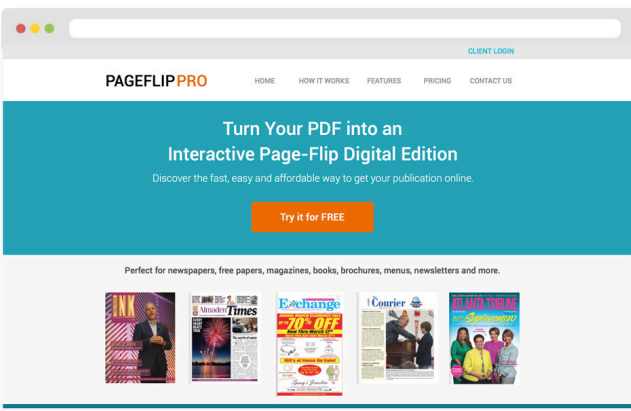 CLIENT LOGIN
PAGEFLIPPRO
HOME HOW IT WORKS FEATURES PRICING CONTACT US
Turn Your PDF into an
Interactive Page-Flip Digital Edition
Discover the fast, easy and affordable way to get your publication online.
Try it for FREE
Perfect for newspapers, free papers, magazines, books, brochures, menus, newsletters and more.
INK
Almaden Times
Exchange
70% OFF
The Courier
ATLANTA TRIBUNE
Superwomen